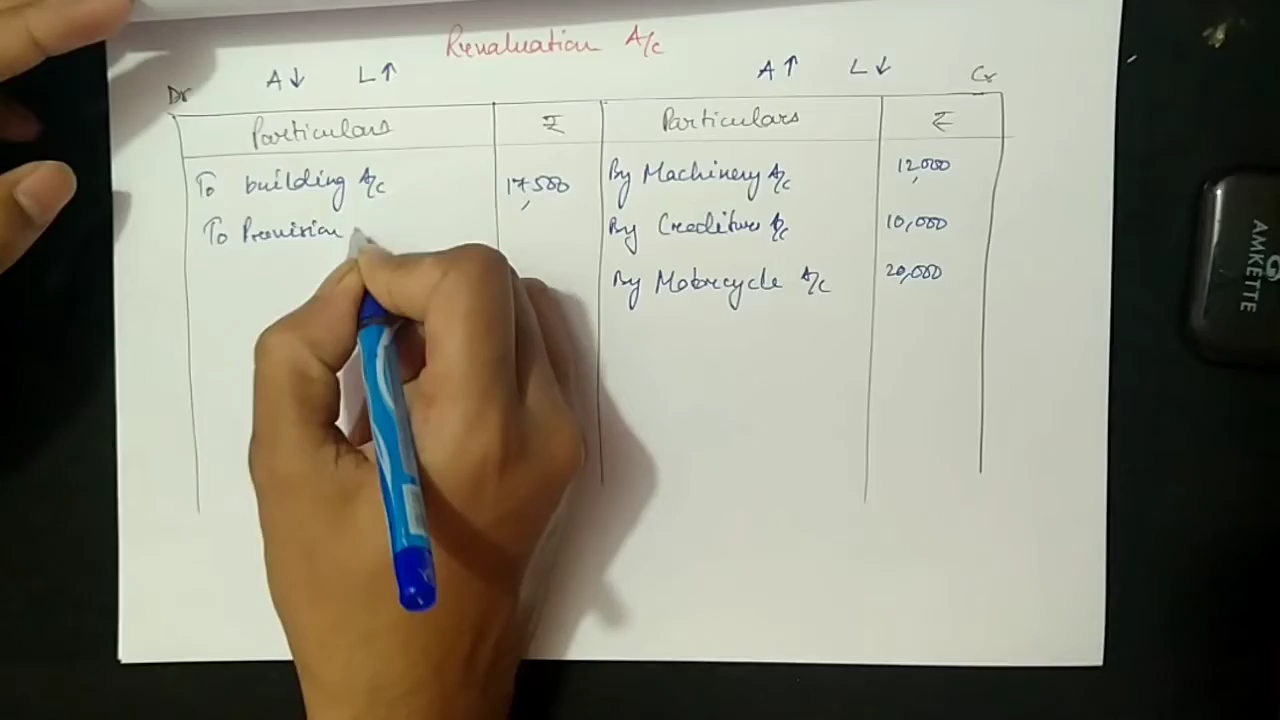 Revaluation A/c
A↓ L↑ A↑ L↓
Dr Cr
Particulars ₹ Particulars ₹
To building A/c 17,500 By Machinery A/c 12,000
To Provision By Creditors A/c 10,000
By Motorcycle A/c 20,000
AMKETTE